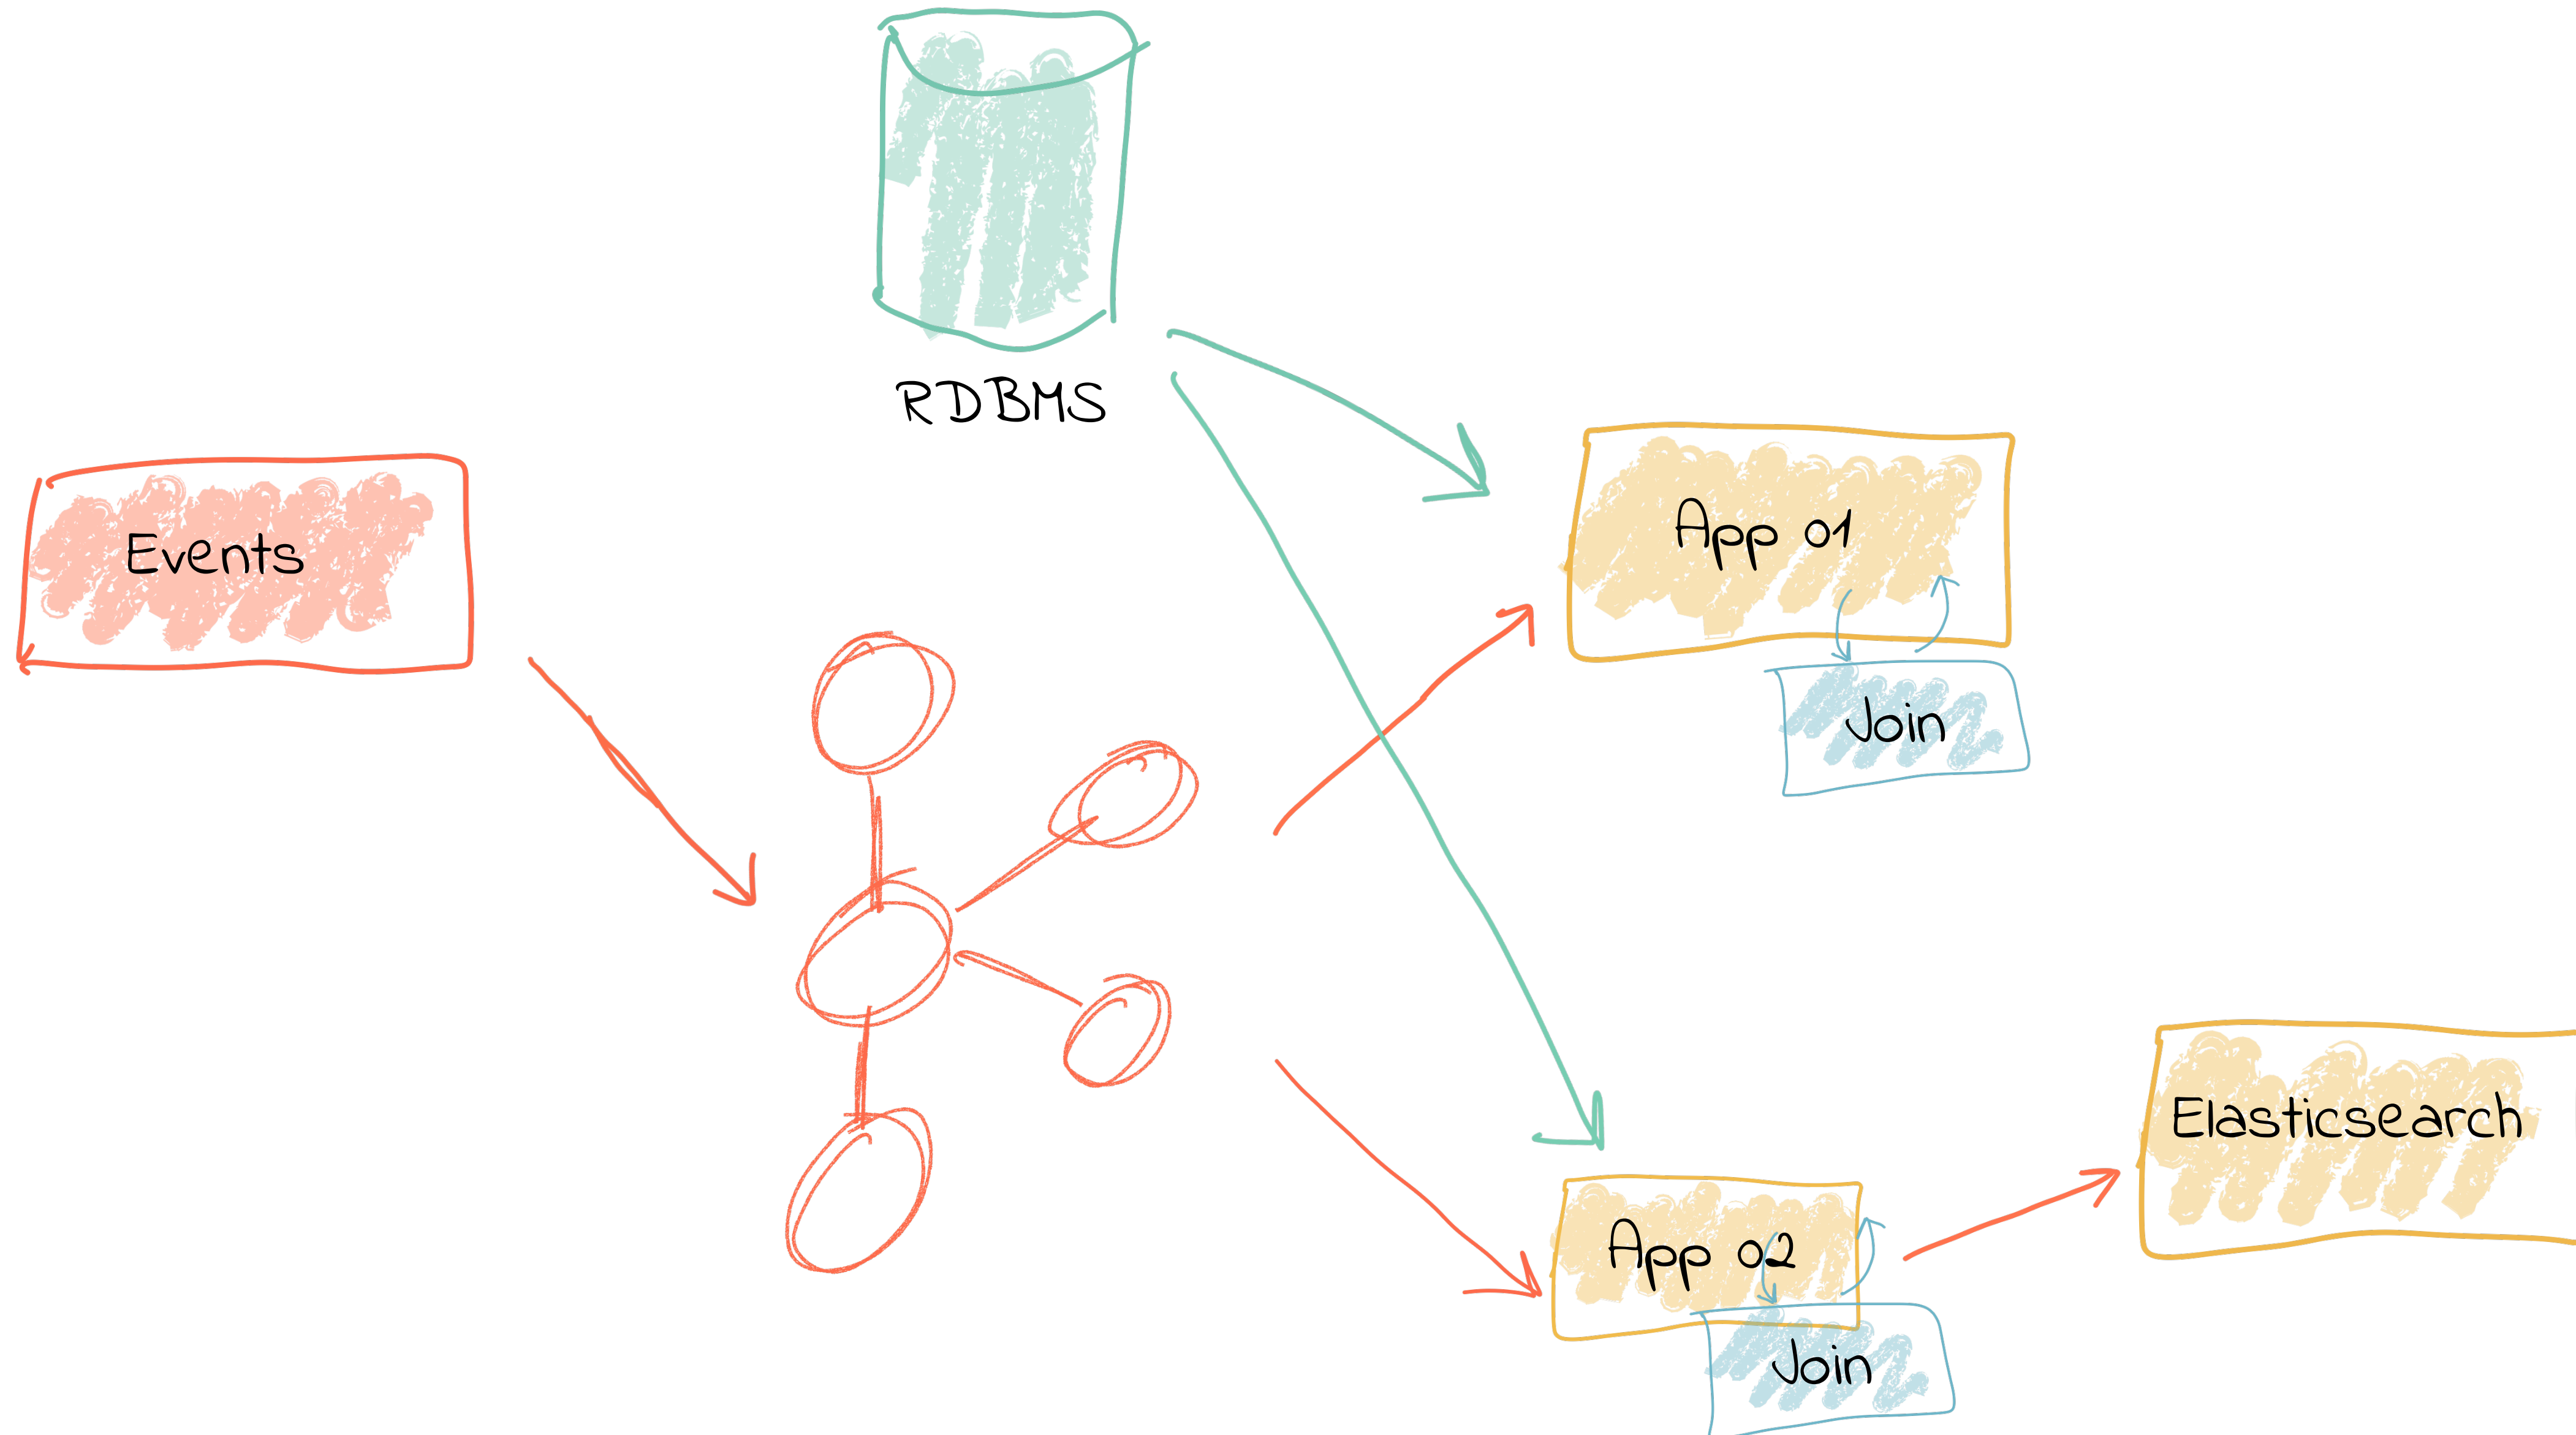 RDBMS
Events
App 01
Join
Elasticsearch
App 02
Join